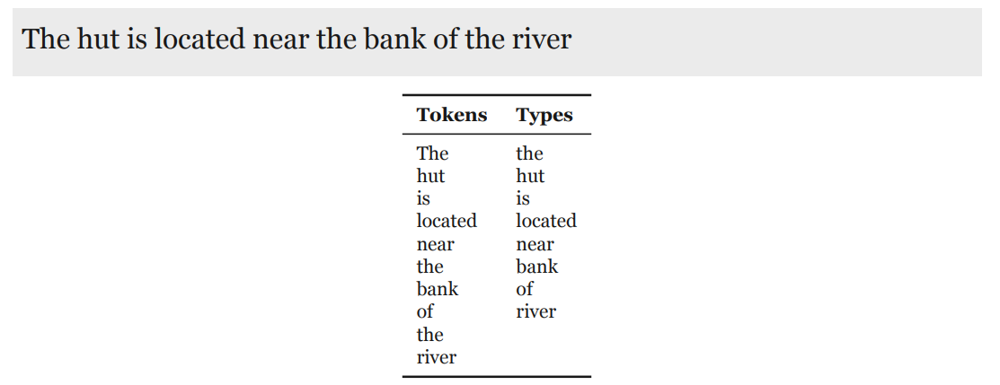 The hut is located near the bank of the river
Tokens Types
The the
hut hut
is is
located located
near near
the bank
bank of
of river
the
river